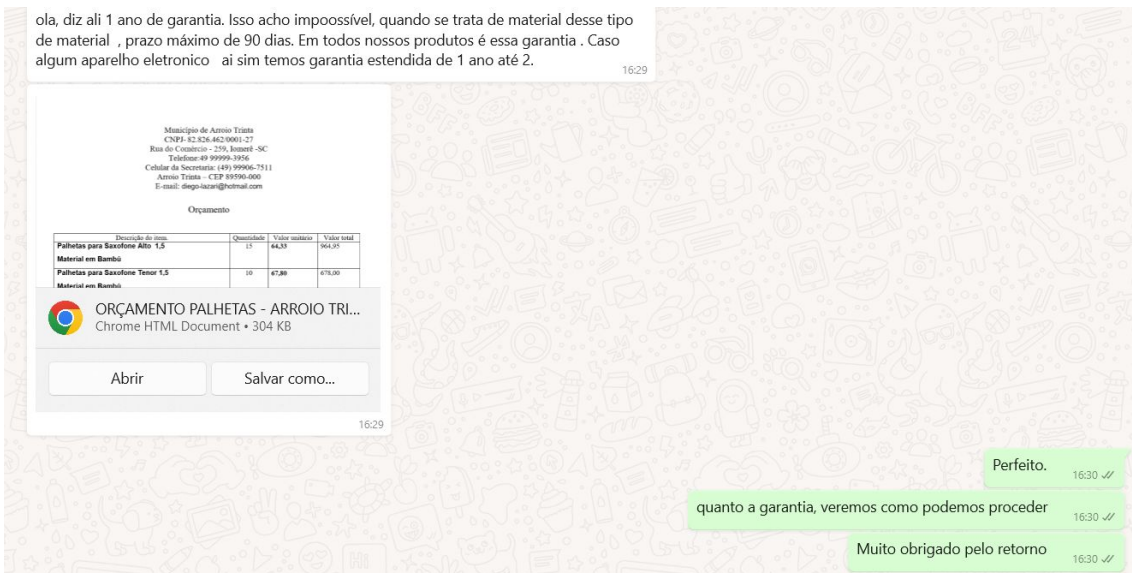 ola, diz ali 1 ano de garantia. Isso acho impoossível, quando se trata de material desse tipo
de material , prazo máximo de 90 dias. Em todos nossos produtos é essa garantia . Caso
algum aparelho eletronico ai sim temos garantia estendida de 1 ano até 2.
16:29
Município de Arroio Trinta
CNPJ- 82.826.462/0001-27
Rua do Comércio - 259, Iomerê -SC
Telefone:49 99999-3956
Celular da Secretaria: (49) 99906-7511
Arroio Trinta – CEP 89590-000
E-mail: diego-lazari@hotmail.com
Orçamento
Descrição do item. Quantidade Valor unitário Valor total
Palhetas para Saxofone Alto 1,5 15 64,33 964,95
Material em Bambú
Palhetas para Saxofone Tenor 1,5 10 67,80 678,00
Material em Bambú
ORÇAMENTO PALHETAS - ARROIO TRI...
Chrome HTML Document • 304 KB
Abrir Salvar como...
16:29
Perfeito.
16:30
quanto a garantia, veremos como podemos proceder
16:30
Muito obrigado pelo retorno
16:30